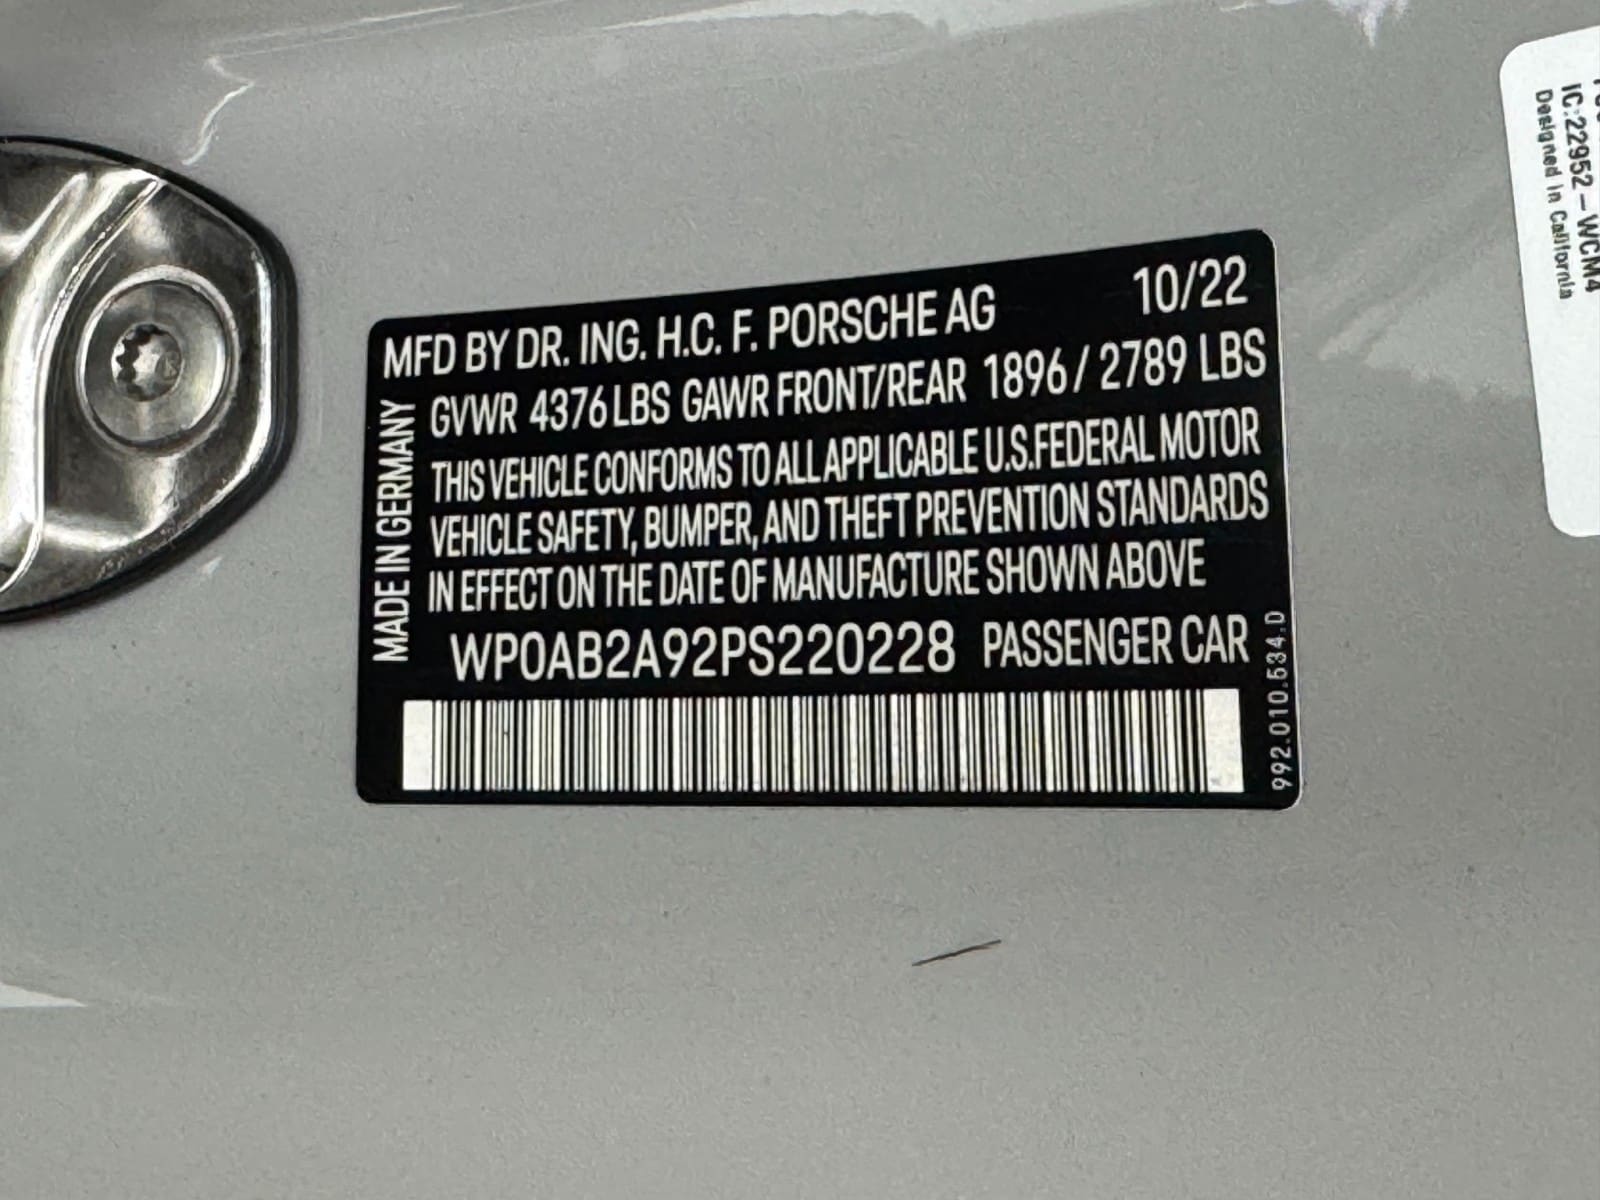 MFD BY DR. ING. H.C. F. PORSCHE AG 10/22
GVWR 4376 LBS GAWR FRONT/REAR 1896 / 2789 LBS
THIS VEHICLE CONFORMS TO ALL APPLICABLE U.S.FEDERAL MOTOR
VEHICLE SAFETY, BUMPER, AND THEFT PREVENTION STANDARDS
IN EFFECT ON THE DATE OF MANUFACTURE SHOWN ABOVE
WP0AB2A92PS220228 PASSENGER CAR
MADE IN GERMANY
992.010.534.D
IC:22952-WCM4
Designed in California